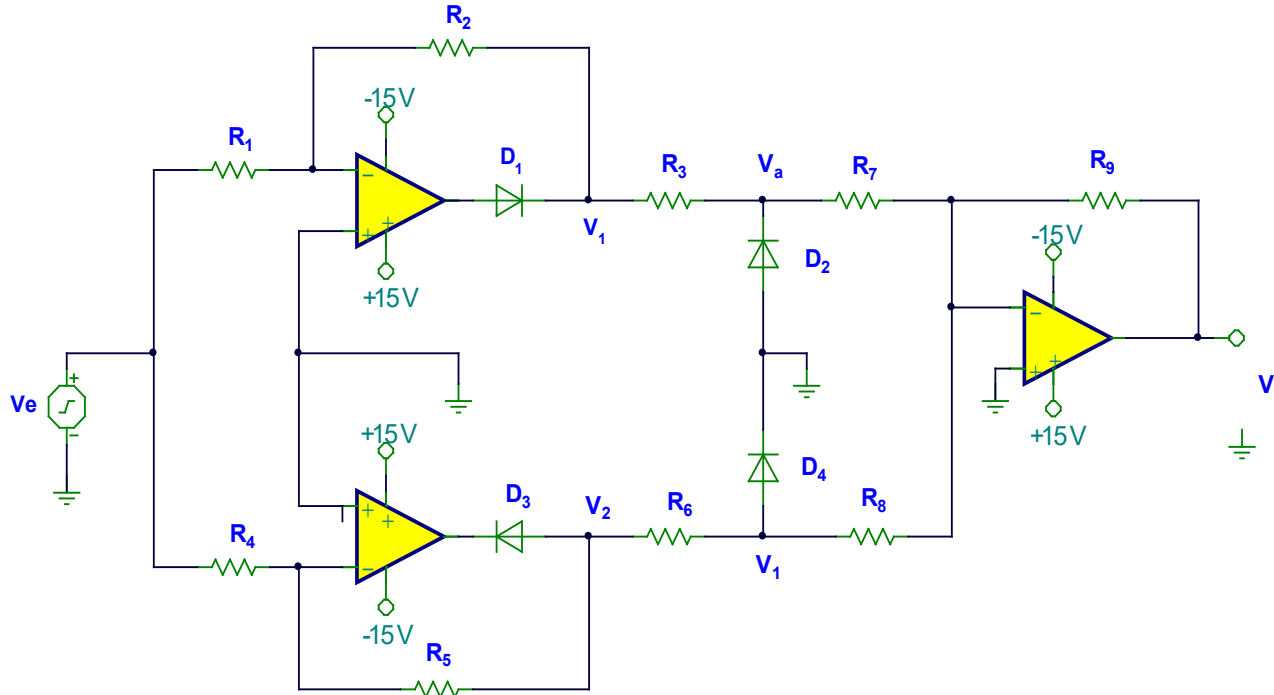 R2
-15V
R1
D1
R3
Va
R7
R9
-
+
+
V1
+15V
D2
-15V
-
+
+
V
+15V
Ve
+
-
+15V
D4
+
+
-
D3
V2
R6
R8
R4
V1
-15V
R5